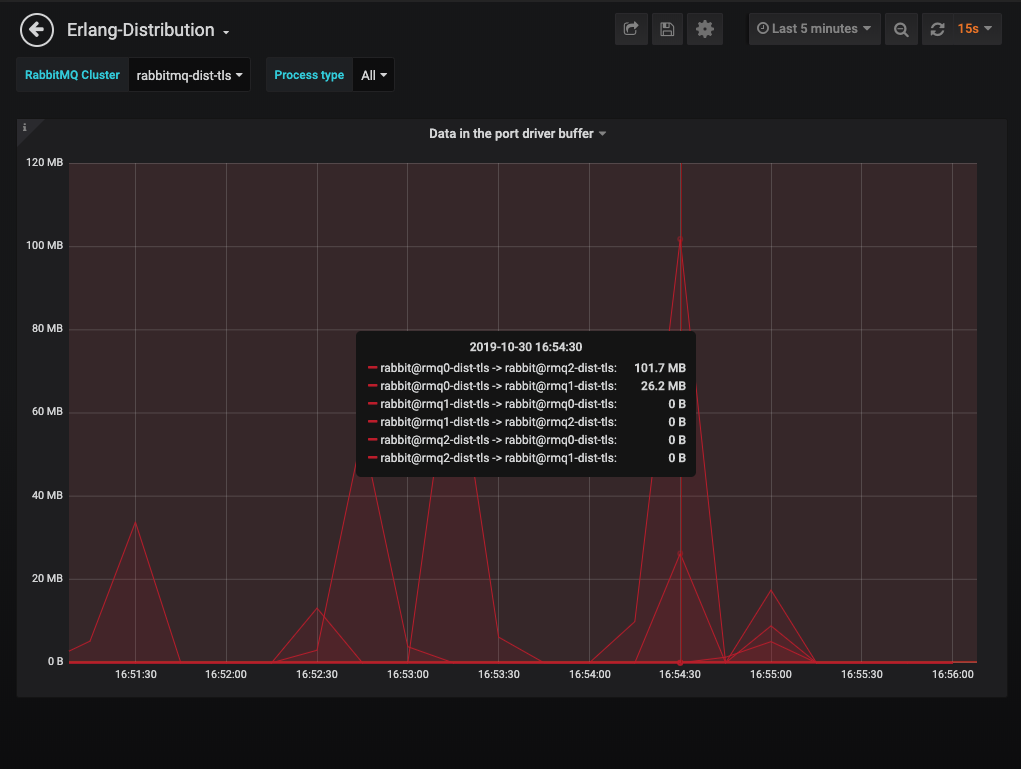 Erlang-Distribution
Last 5 minutes
15s
RabbitMQ Cluster
rabbitmq-dist-tls
Process type
All
i
Data in the port driver buffer
120 MB
100 MB
80 MB
60 MB
40 MB
20 MB
0 B
2019-10-30 16:54:30
rabbit@rmq0-dist-tls -> rabbit@rmq2-dist-tls: 101.7 MB
rabbit@rmq0-dist-tls -> rabbit@rmq1-dist-tls: 26.2 MB
rabbit@rmq1-dist-tls -> rabbit@rmq0-dist-tls: 0 B
rabbit@rmq1-dist-tls -> rabbit@rmq2-dist-tls: 0 B
rabbit@rmq2-dist-tls -> rabbit@rmq0-dist-tls: 0 B
rabbit@rmq2-dist-tls -> rabbit@rmq1-dist-tls: 0 B
16:51:30 16:52:00 16:52:30 16:53:00 16:53:30 16:54:00 16:54:30 16:55:00 16:55:30 16:56:00